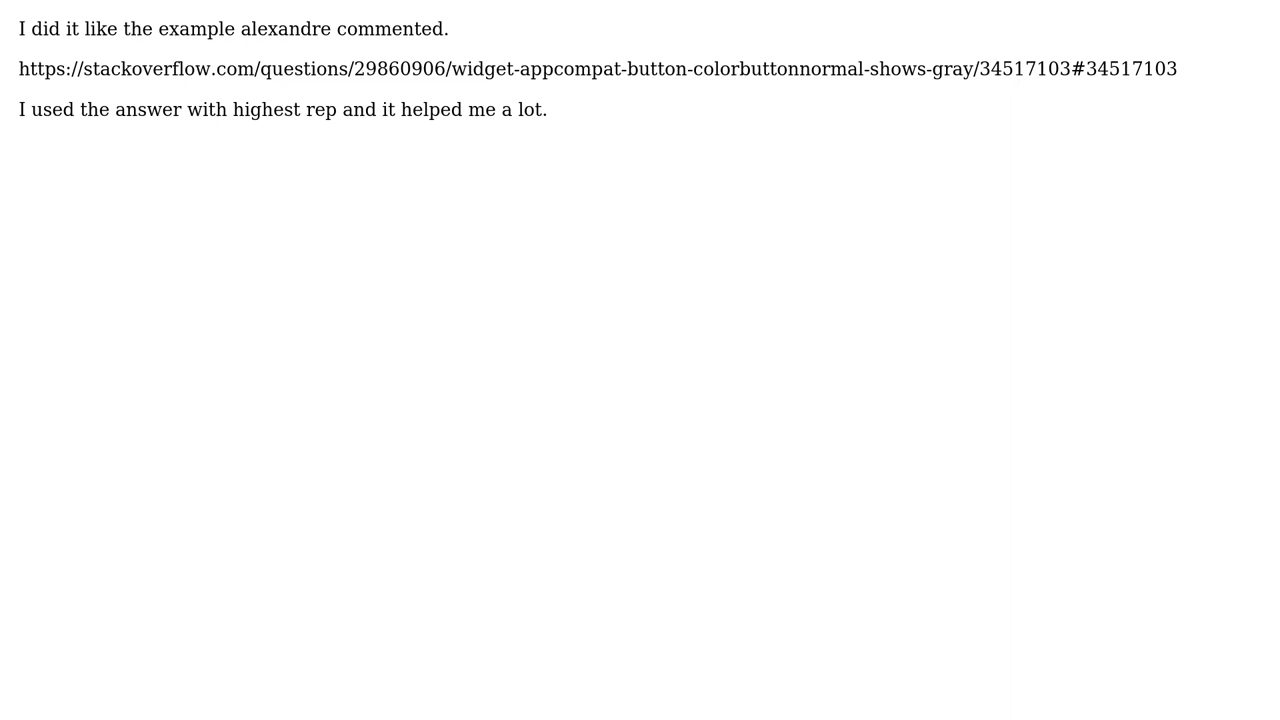 I did it like the example alexandre commented.
https://stackoverflow.com/questions/29860906/widget-appcompat-button-colorbuttonnormal-shows-gray/34517103#34517103
I used the answer with highest rep and it helped me a lot.